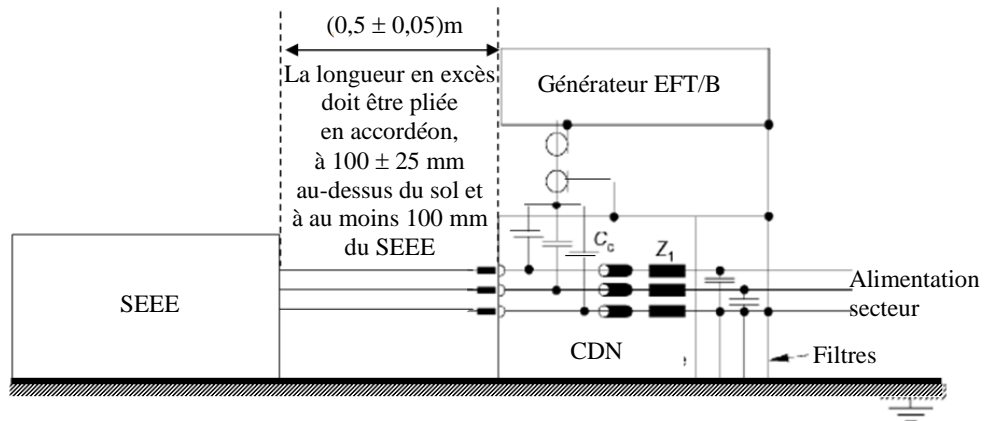 (0,5 ± 0,05)m
La longueur en excès
doit être pliée
en accordéon,
à 100 ± 25 mm
au-dessus du sol et
à au moins 100 mm
du SEEE
Générateur EFT/B
SEEE
Cc
Z1
CDN
Alimentation
secteur
Filtres